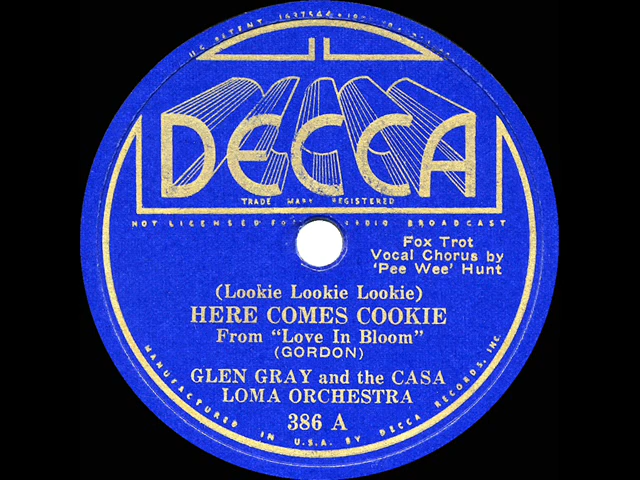 U.S. PATENT 1637544
DECCA
TRADE MARK REGISTERED
NOT LICENSED FOR RADIO BROADCAST
Fox Trot
Vocal Chorus by
'Pee Wee' Hunt
(Lookie Lookie Lookie)
HERE COMES COOKIE
From "Love In Bloom"
(GORDON)
GLEN GRAY and the CASA
LOMA ORCHESTRA
386 A
MANUFACTURED IN U.S.A. BY DECCA RECORDS, INC.